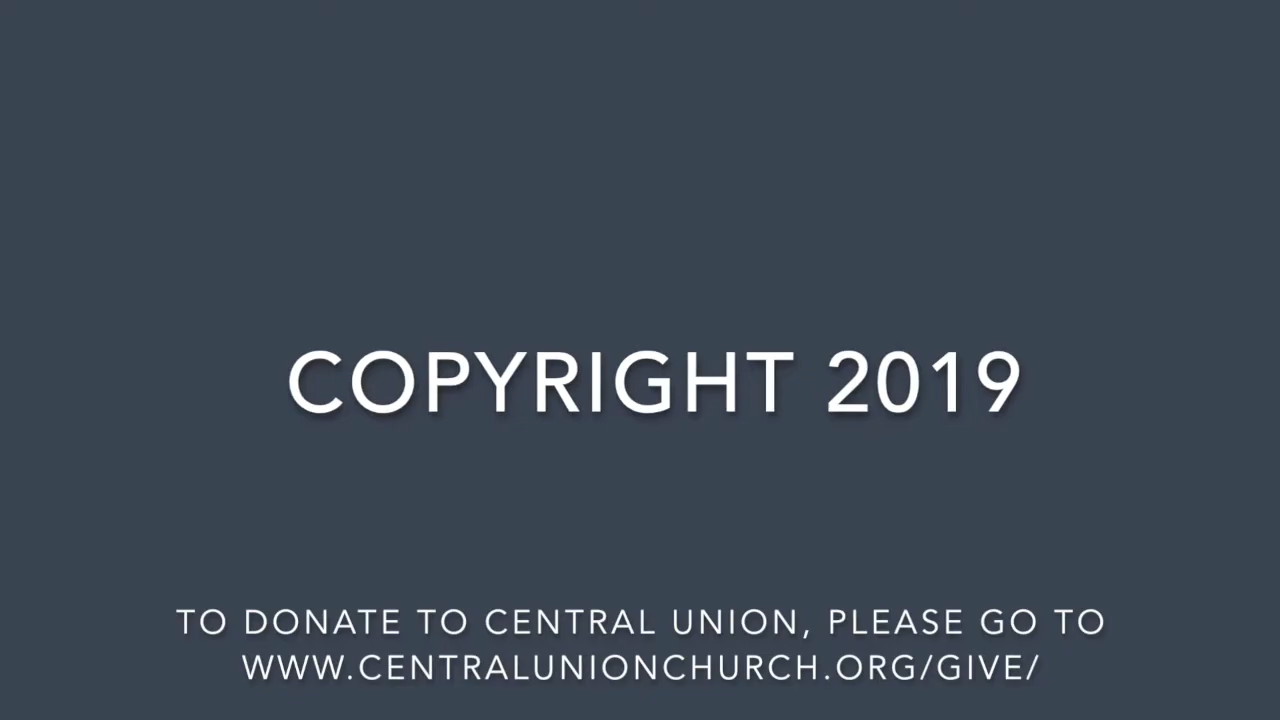 COPYRIGHT 2019
TO DONATE TO CENTRAL UNION, PLEASE GO TO
WWW.CENTRALUNIONCHURCH.ORG/GIVE/